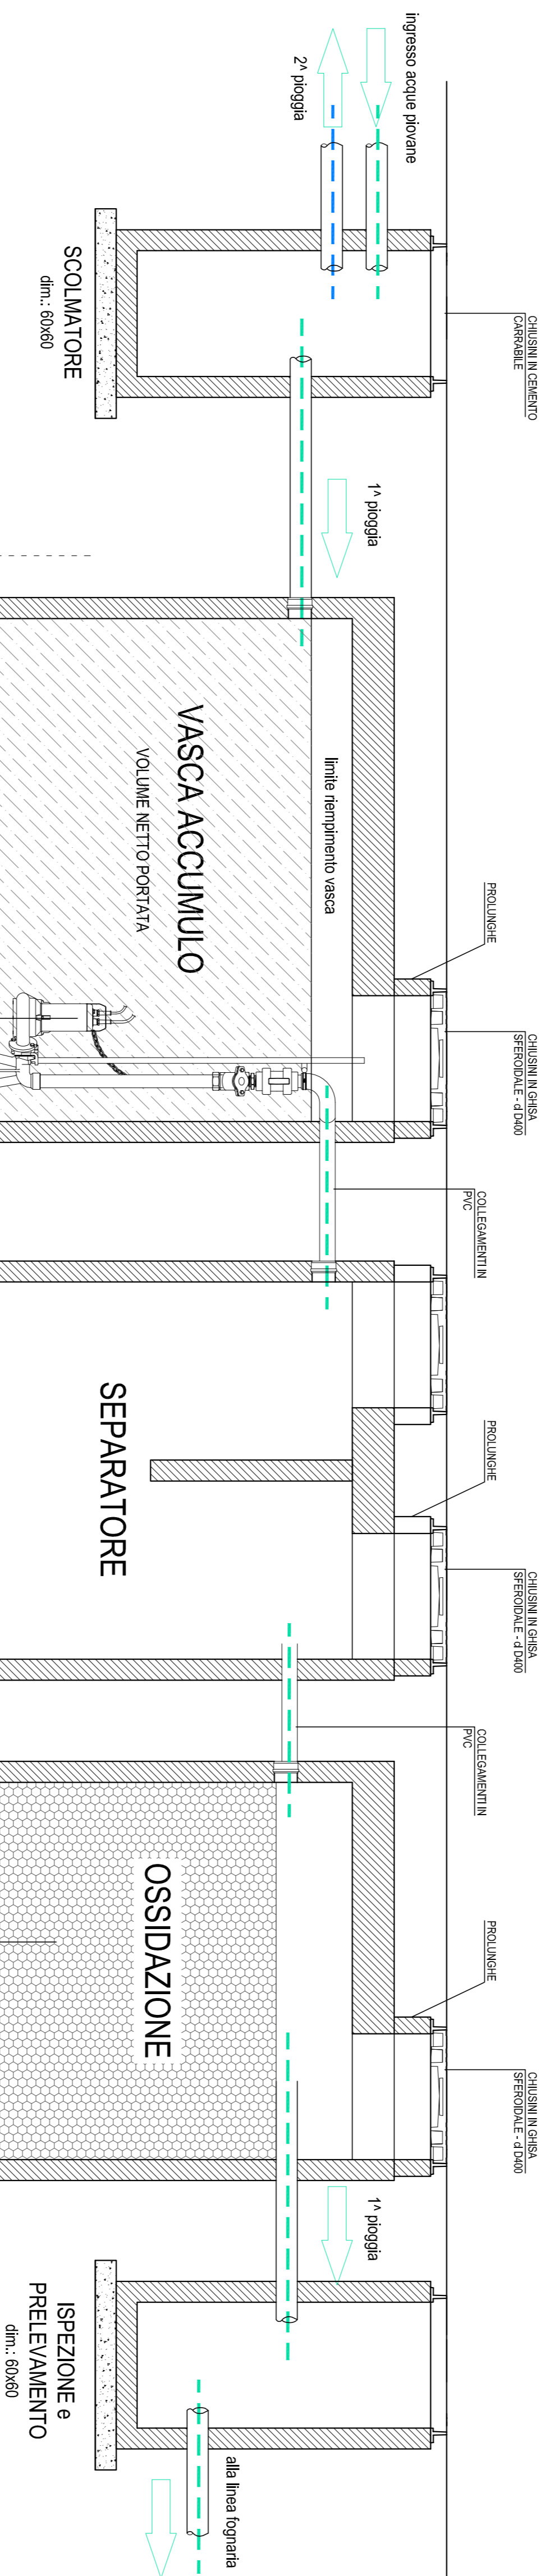 ingresso acque piovane
2^ pioggia
SCOLMATORE
dim.: 60x60
CHIUSINI IN CEMENTO
CARRABILE
1^ pioggia
VASCA ACCUMULO
VOLUME NETTO PORTATA
limite riempimento vasca
PROLUNGHE
CHIUSINI IN GHISA
SFEROIDALE - cl D400
COLLEGAMENTI IN
PVC
SEPARATORE
PROLUNGHE
CHIUSINI IN GHISA
SFEROIDALE - cl D400
COLLEGAMENTI IN
PVC
OSSIDAZIONE
PROLUNGHE
CHIUSINI IN GHISA
SFEROIDALE - cl D400
1^ pioggia
ISPEZIONE e
PRELEVAMENTO
dim.: 60x60
alla linea fognaria